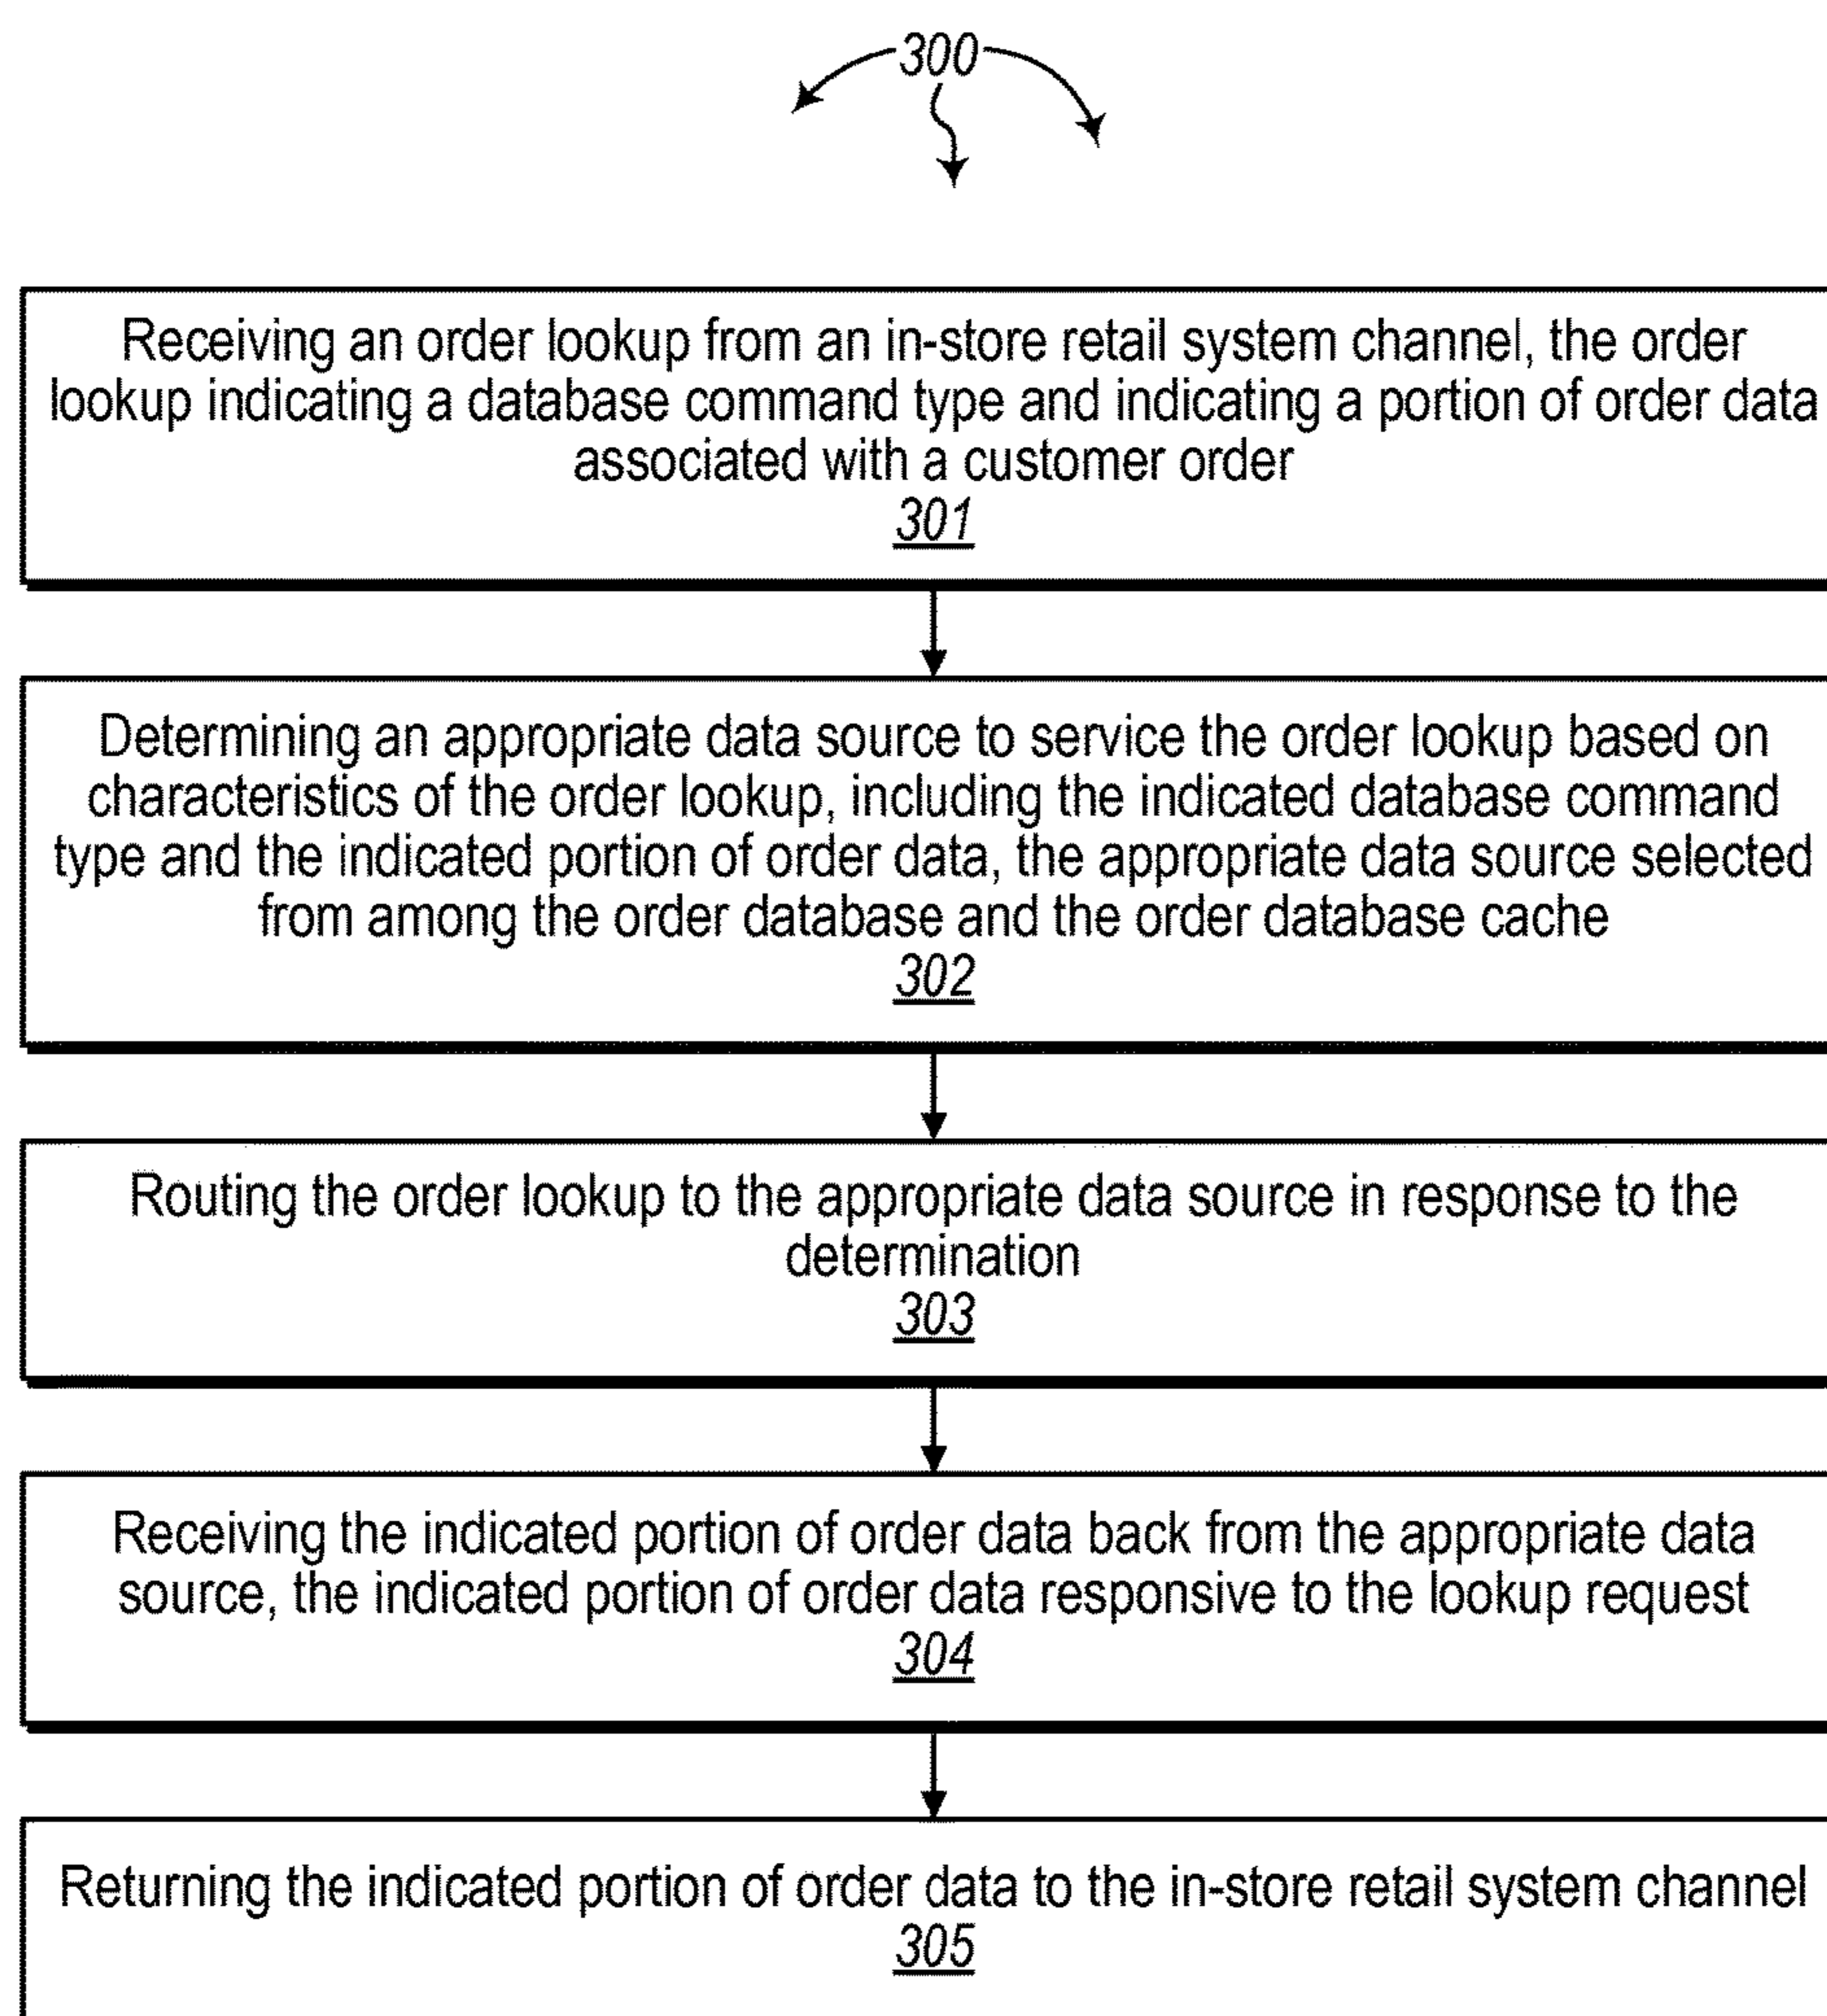 300
Receiving an order lookup from an in-store retail system channel, the order
lookup indicating a database command type and indicating a portion of order data
associated with a customer order
301
Determining an appropriate data source to service the order lookup based on
characteristics of the order lookup, including the indicated database command
type and the indicated portion of order data, the appropriate data source selected
from among the order database and the order database cache
302
Routing the order lookup to the appropriate data source in response to the
determination
303
Receiving the indicated portion of order data back from the appropriate data
source, the indicated portion of order data responsive to the lookup request
304
Returning the indicated portion of order data to the in-store retail system channel
305